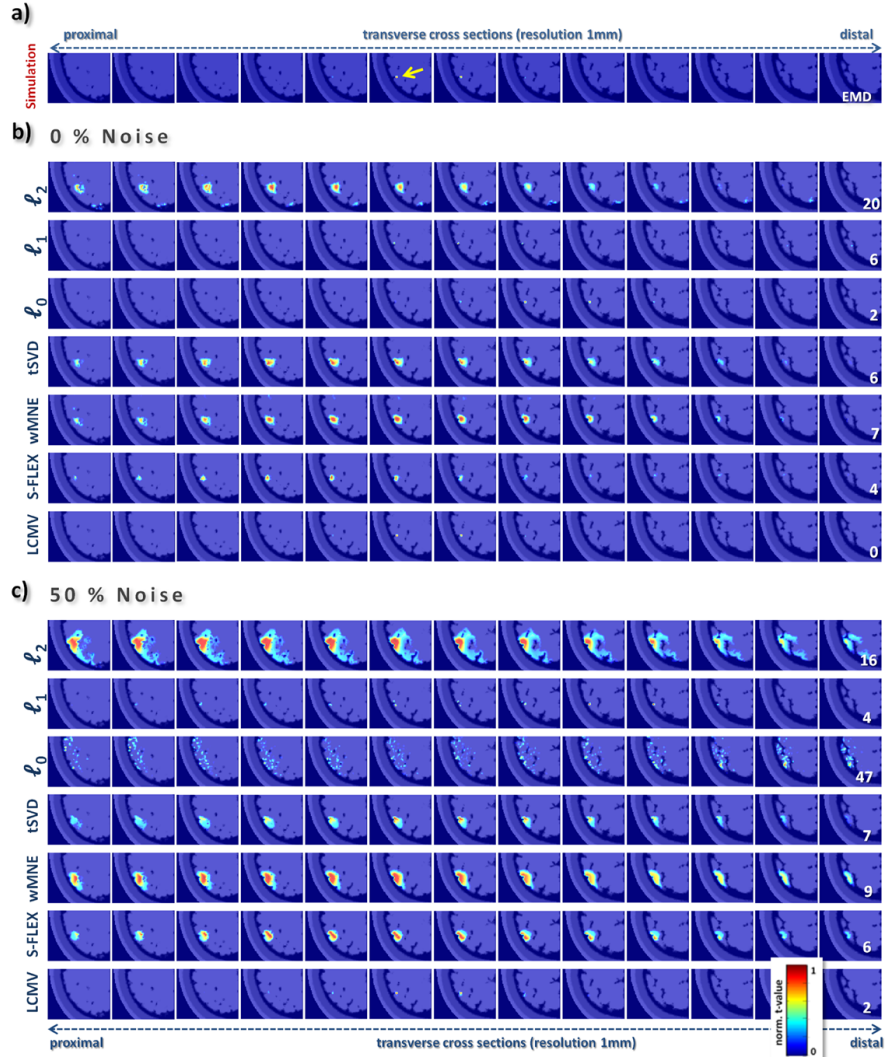 a)
proximal transverse cross sections (resolution 1mm) distal
Simulation
EMD
b) 0 % Noise
ℓ2 20
ℓ1 6
ℓ0 2
tSVD 6
wMNE 7
S-FLEX 4
LCMV 0
c) 50 % Noise
ℓ2 16
ℓ1 4
ℓ0 47
tSVD 7
wMNE 9
S-FLEX 6
LCMV 2
norm. t-value
1
0
proximal transverse cross sections (resolution 1mm) distal